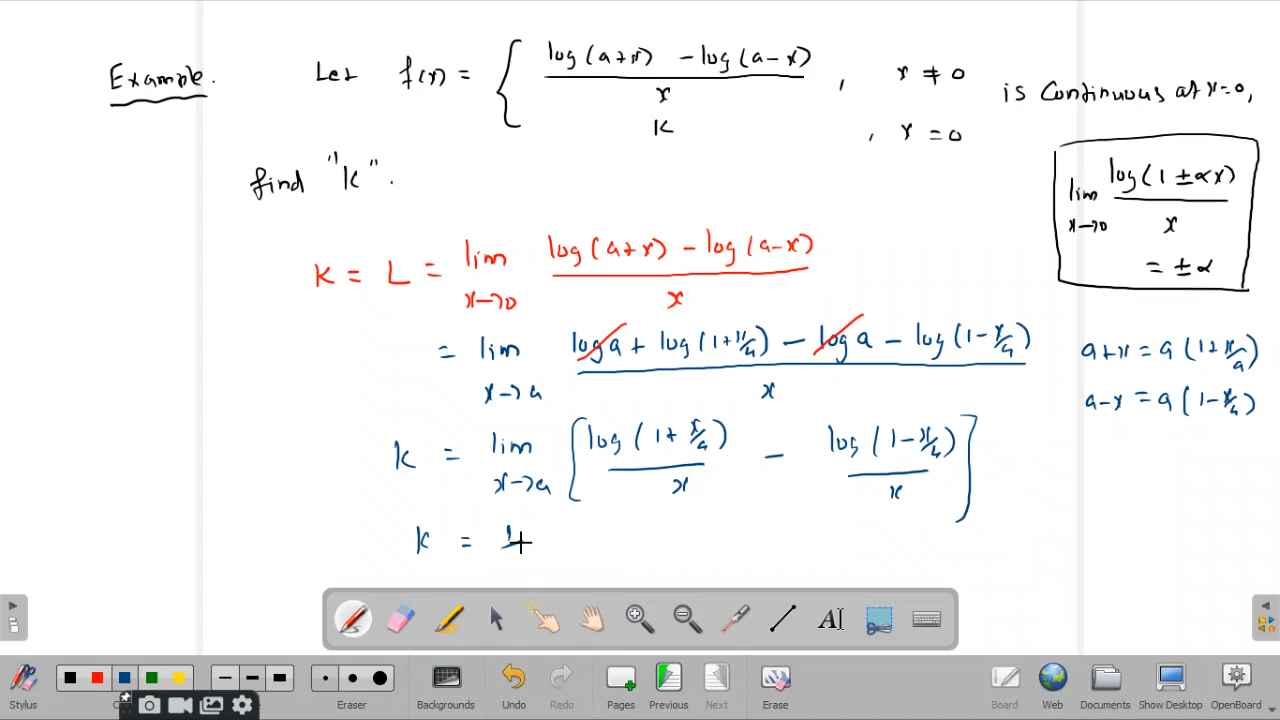 Example. Let f(x) = { log(a+x) - log(a-x) / x , x ≠ 0
K , x = 0
is continuous at x=0,
find "K".
lim x→0 log(1 ± αx) / x
= ± α
K = L = lim x→0 log(a+x) - log(a-x) / x
= lim x→a log a + log(1+x/a) - log a - log(1-x/a) / x
a+x = a(1+x/a)
a-x = a(1-x/a)
k = lim x→a [ log(1+x/a) / x - log(1-x/a) / x ]
k =
AI
Stylus
Eraser
Backgrounds
Undo
Redo
Pages
Previous
Next
Erase
Board
Web
Documents
Show Desktop
OpenBoard